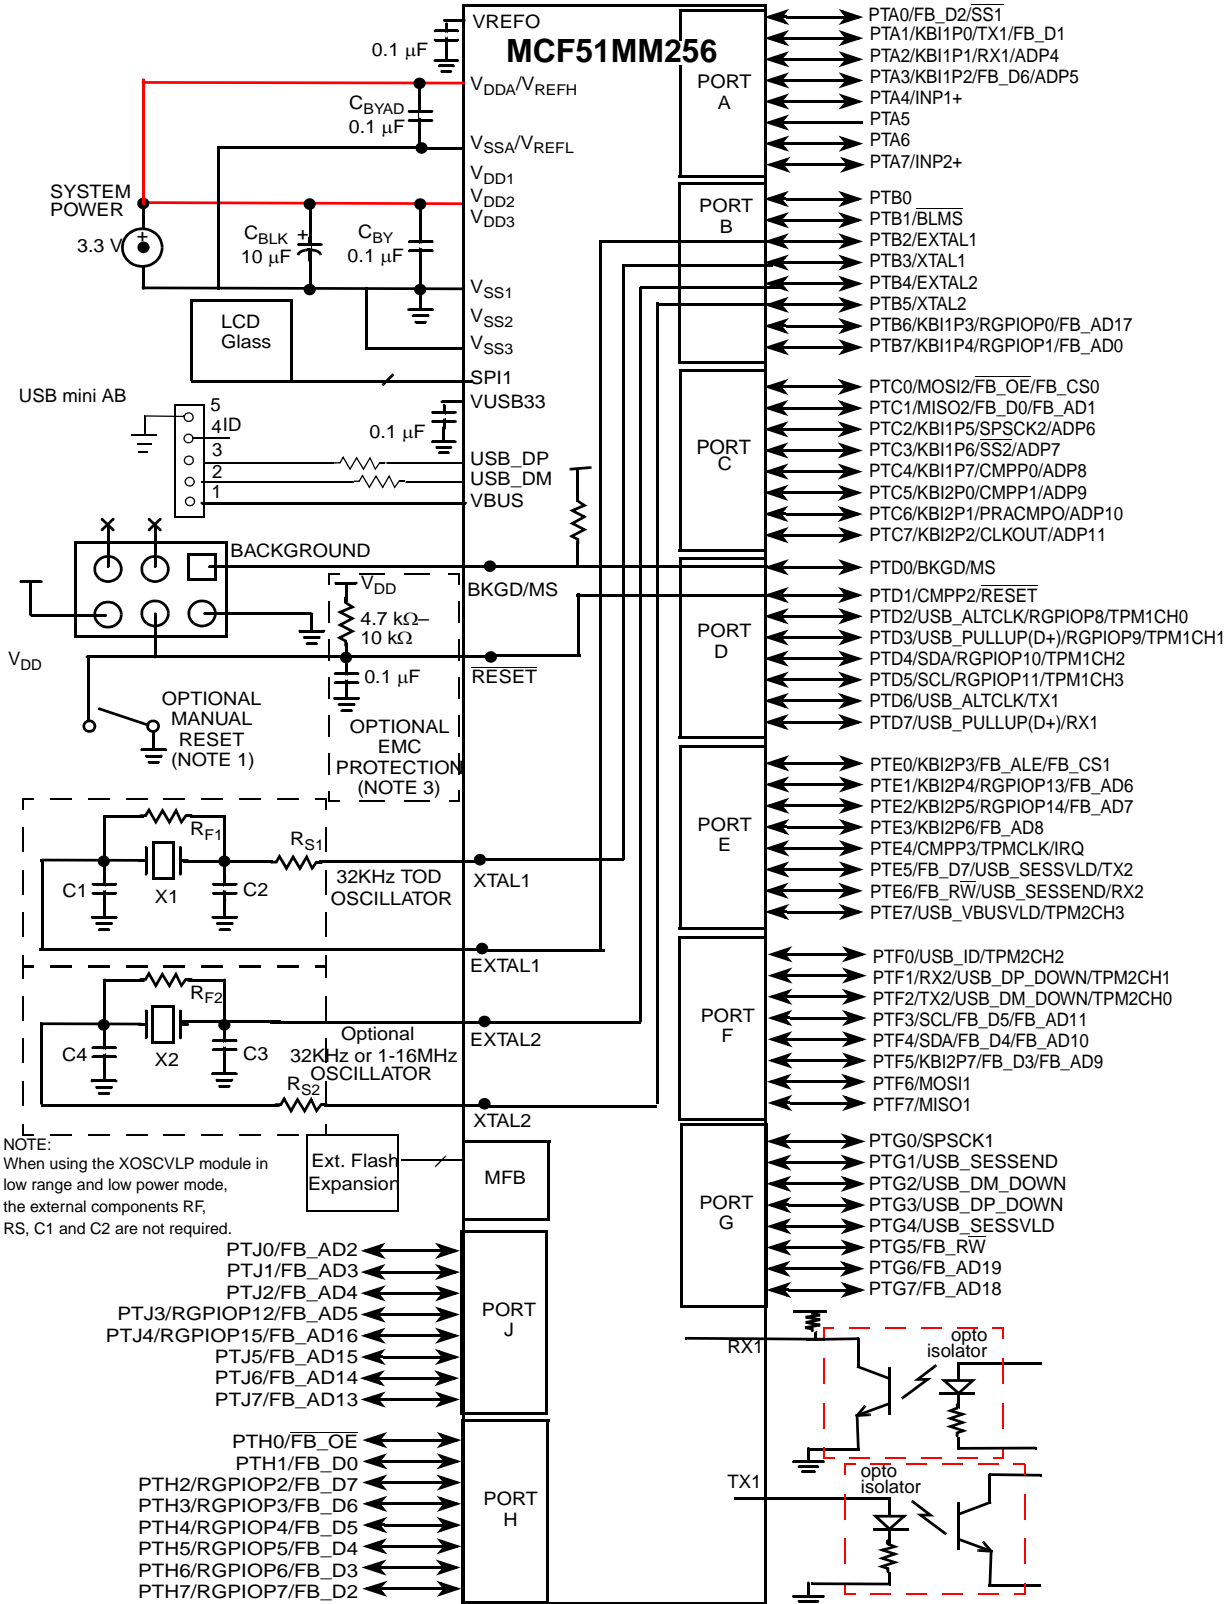 MCF51MM256
VREFO
0.1 μF
VDDA/VREFH
CBYAD
0.1 μF
VSSA/VREFL
VDD1
VDD2
VDD3
SYSTEM
POWER
3.3 V
+
CBLK
10 μF
+
CBY
0.1 μF
VSS1
VSS2
VSS3
LCD
Glass
SPI1
VUSB33
0.1 μF
USB mini AB
5
4 ID
3
2
1
USB_DP
USB_DM
VBUS
BACKGROUND
BKGD/MS
VDD
VDD
4.7 kΩ–
10 kΩ
0.1 μF
RESET
OPTIONAL
MANUAL
RESET
(NOTE 1)
OPTIONAL
EMC
PROTECTION
(NOTE 3)
RF1
RS1
C1
X1
C2
32KHz TOD
OSCILLATOR
XTAL1
EXTAL1
RF2
C4
X2
C3
Optional
32KHz or 1-16MHz
OSCILLATOR
RS2
EXTAL2
XTAL2
NOTE:
When using the XOSCVLP module in
low range and low power mode,
the external components RF,
RS, C1 and C2 are not required.
Ext. Flash
Expansion
MFB
PTJ0/FB_AD2
PTJ1/FB_AD3
PTJ2/FB_AD4
PTJ3/RGPIOP12/FB_AD5
PTJ4/RGPIOP15/FB_AD16
PTJ5/FB_AD15
PTJ6/FB_AD14
PTJ7/FB_AD13
PORT
J
PTH0/FB_OE
PTH1/FB_D0
PTH2/RGPIOP2/FB_D7
PTH3/RGPIOP3/FB_D6
PTH4/RGPIOP4/FB_D5
PTH5/RGPIOP5/FB_D4
PTH6/RGPIOP6/FB_D3
PTH7/RGPIOP7/FB_D2
PORT
H
PORT
A
PTA0/FB_D2/SS1
PTA1/KBI1P0/TX1/FB_D1
PTA2/KBI1P1/RX1/ADP4
PTA3/KBI1P2/FB_D6/ADP5
PTA4/INP1+
PTA5
PTA6
PTA7/INP2+
PORT
B
PTB0
PTB1/BLMS
PTB2/EXTAL1
PTB3/XTAL1
PTB4/EXTAL2
PTB5/XTAL2
PTB6/KBI1P3/RGPIOP0/FB_AD17
PTB7/KBI1P4/RGPIOP1/FB_AD0
PORT
C
PTC0/MOSI2/FB_OE/FB_CS0
PTC1/MISO2/FB_D0/FB_AD1
PTC2/KBI1P5/SPSCK2/ADP6
PTC3/KBI1P6/SS2/ADP7
PTC4/KBI1P7/CMPP0/ADP8
PTC5/KBI2P0/CMPP1/ADP9
PTC6/KBI2P1/PRACMPO/ADP10
PTC7/KBI2P2/CLKOUT/ADP11
PORT
D
PTD0/BKGD/MS
PTD1/CMPP2/RESET
PTD2/USB_ALTCLK/RGPIOP8/TPM1CH0
PTD3/USB_PULLUP(D+)/RGPIOP9/TPM1CH1
PTD4/SDA/RGPIOP10/TPM1CH2
PTD5/SCL/RGPIOP11/TPM1CH3
PTD6/USB_ALTCLK/TX1
PTD7/USB_PULLUP(D+)/RX1
PORT
E
PTE0/KBI2P3/FB_ALE/FB_CS1
PTE1/KBI2P4/RGPIOP13/FB_AD6
PTE2/KBI2P5/RGPIOP14/FB_AD7
PTE3/KBI2P6/FB_AD8
PTE4/CMPP3/TPMCLK/IRQ
PTE5/FB_D7/USB_SESSVLD/TX2
PTE6/FB_RW/USB_SESSEND/RX2
PTE7/USB_VBUSVLD/TPM2CH3
PORT
F
PTF0/USB_ID/TPM2CH2
PTF1/RX2/USB_DP_DOWN/TPM2CH1
PTF2/TX2/USB_DM_DOWN/TPM2CH0
PTF3/SCL/FB_D5/FB_AD11
PTF4/SDA/FB_D4/FB_AD10
PTF5/KBI2P7/FB_D3/FB_AD9
PTF6/MOSI1
PTF7/MISO1
PORT
G
PTG0/SPSCK1
PTG1/USB_SESSEND
PTG2/USB_DM_DOWN
PTG3/USB_DP_DOWN
PTG4/USB_SESSVLD
PTG5/FB_RW
PTG6/FB_AD19
PTG7/FB_AD18
RX1
opto
isolator
TX1
opto
isolator